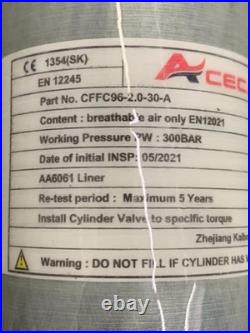 CE 1354(SK)
EN 12245
ACEC
Part No. CFFC96-2.0-30-A
Content : breathable air only EN12021
Working Pressure PW : 300BAR
Date of initial INSP: 05/2021
AA6061 Liner
Re-test period : Maximum 5 Years
Install Cylinder Valve to specific torque
Zhejiang Kaibo
Warning : DO NOT FILL IF CYLINDER HAS